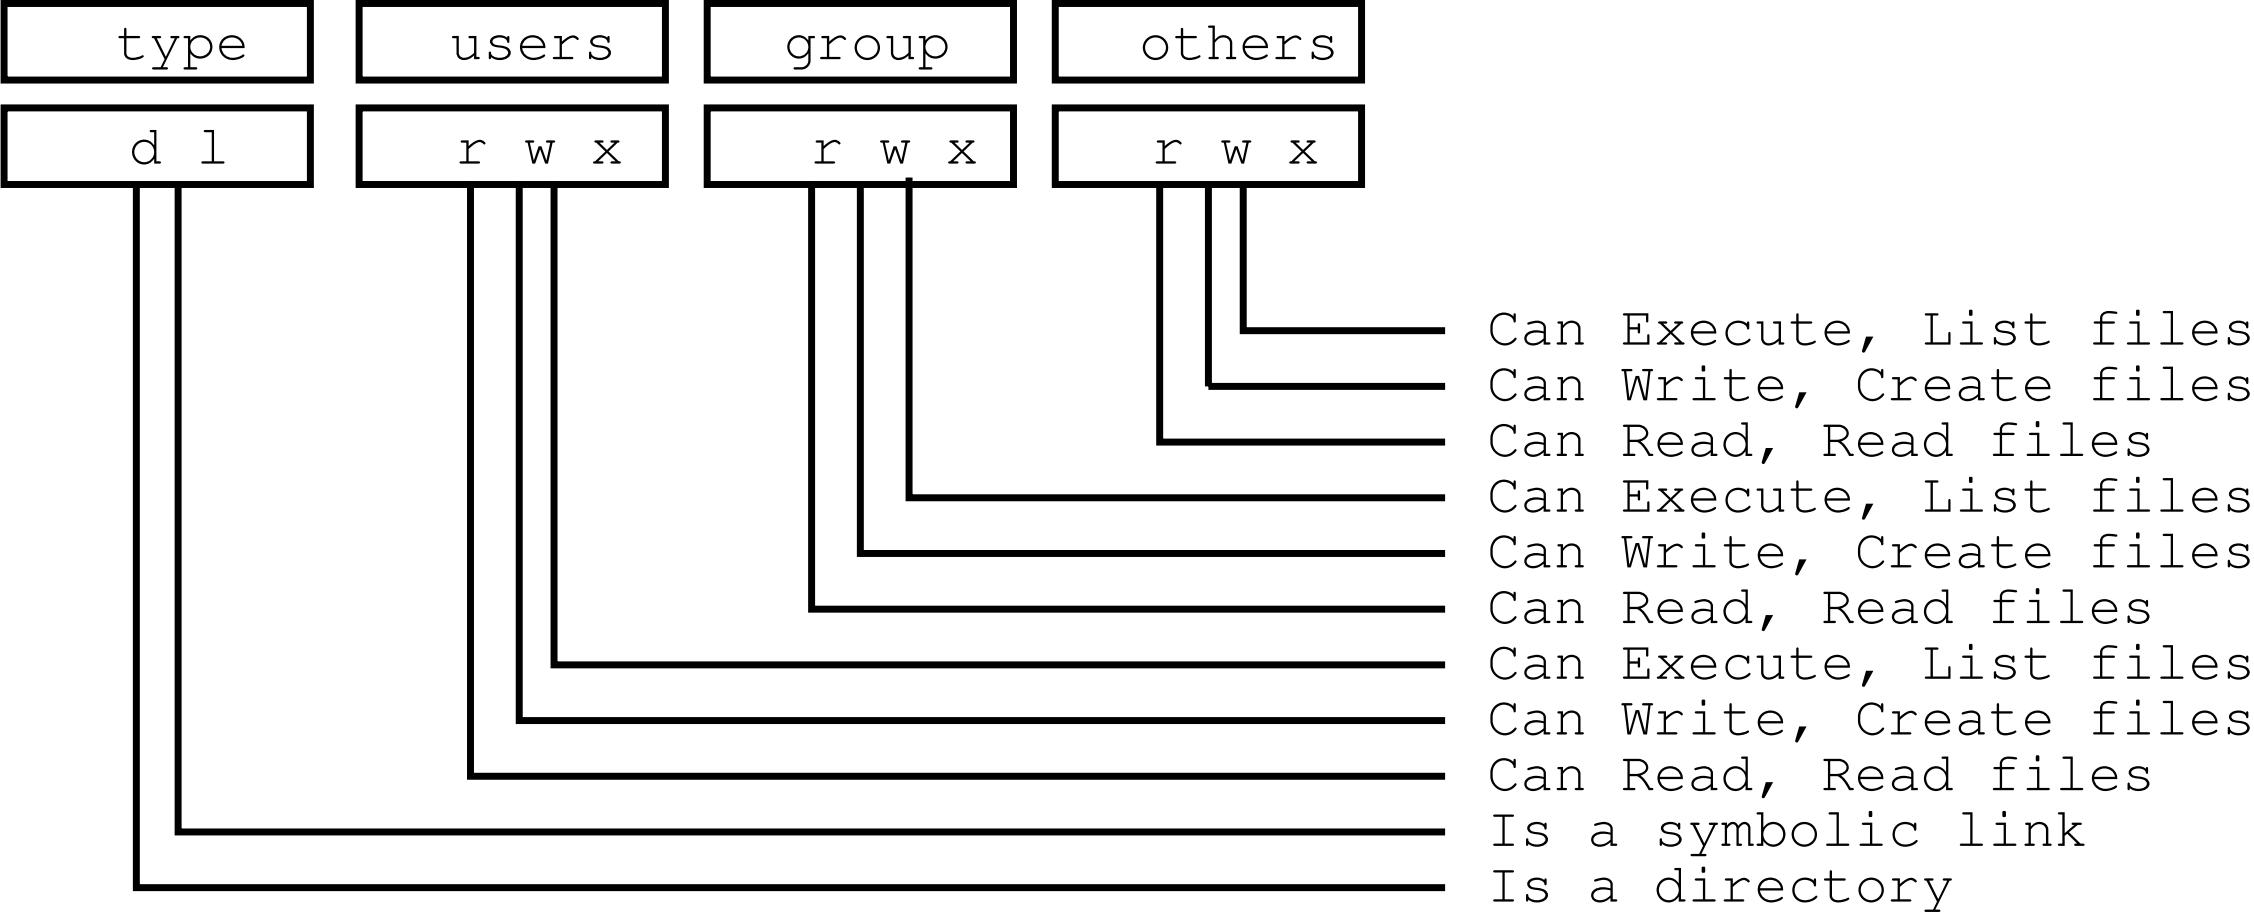 type users group others
d l r w x r w x r w x
Can Execute, List files
Can Write, Create files
Can Read, Read files
Can Execute, List files
Can Write, Create files
Can Read, Read files
Can Execute, List files
Can Write, Create files
Can Read, Read files
Is a symbolic link
Is a directory